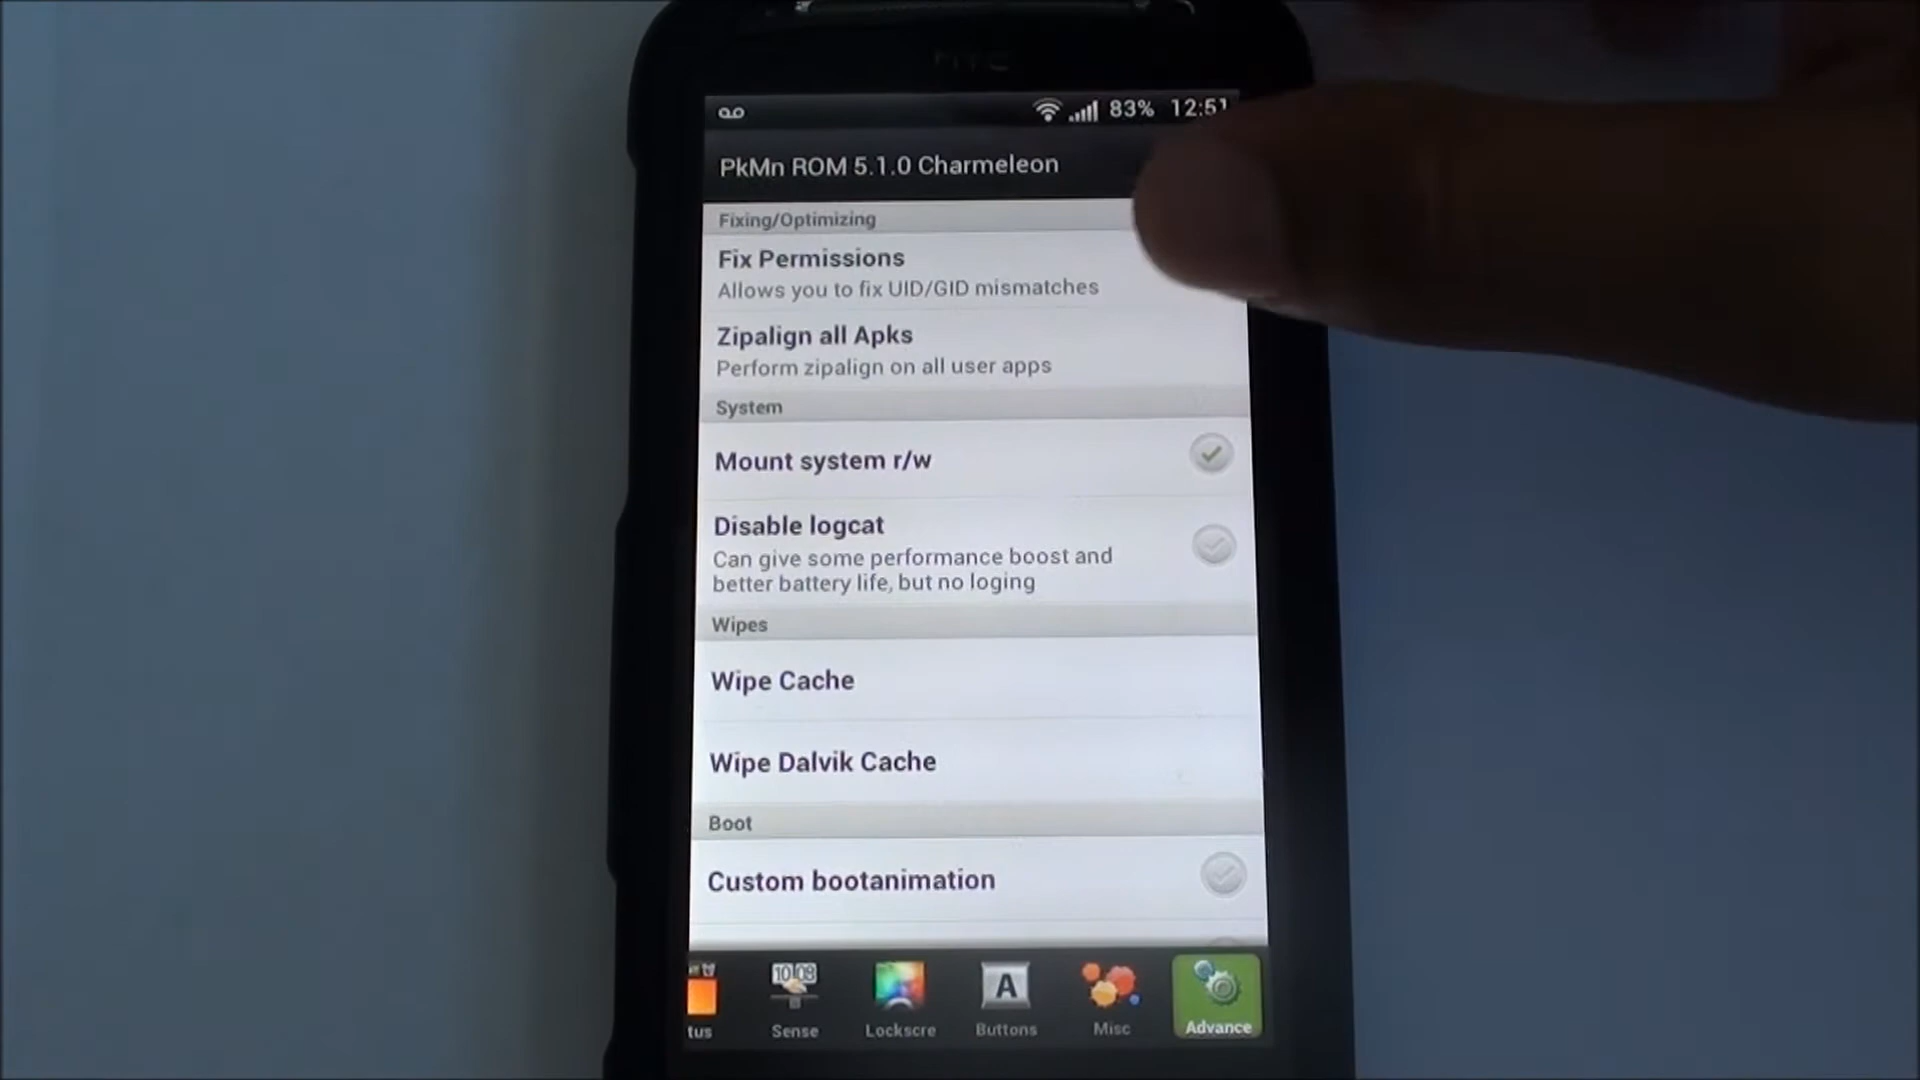 83% 12:51
PkMn ROM 5.1.0 Charmeleon
Fixing/Optimizing
Fix Permissions
Allows you to fix UID/GID mismatches
Zipalign all Apks
Perform zipalign on all user apps
System
Mount system r/w
Disable logcat
Can give some performance boost and
better battery life, but no loging
Wipes
Wipe Cache
Wipe Dalvik Cache
Boot
Custom bootanimation
10 08
A
tus Sense Lockscre Buttons Misc Advance